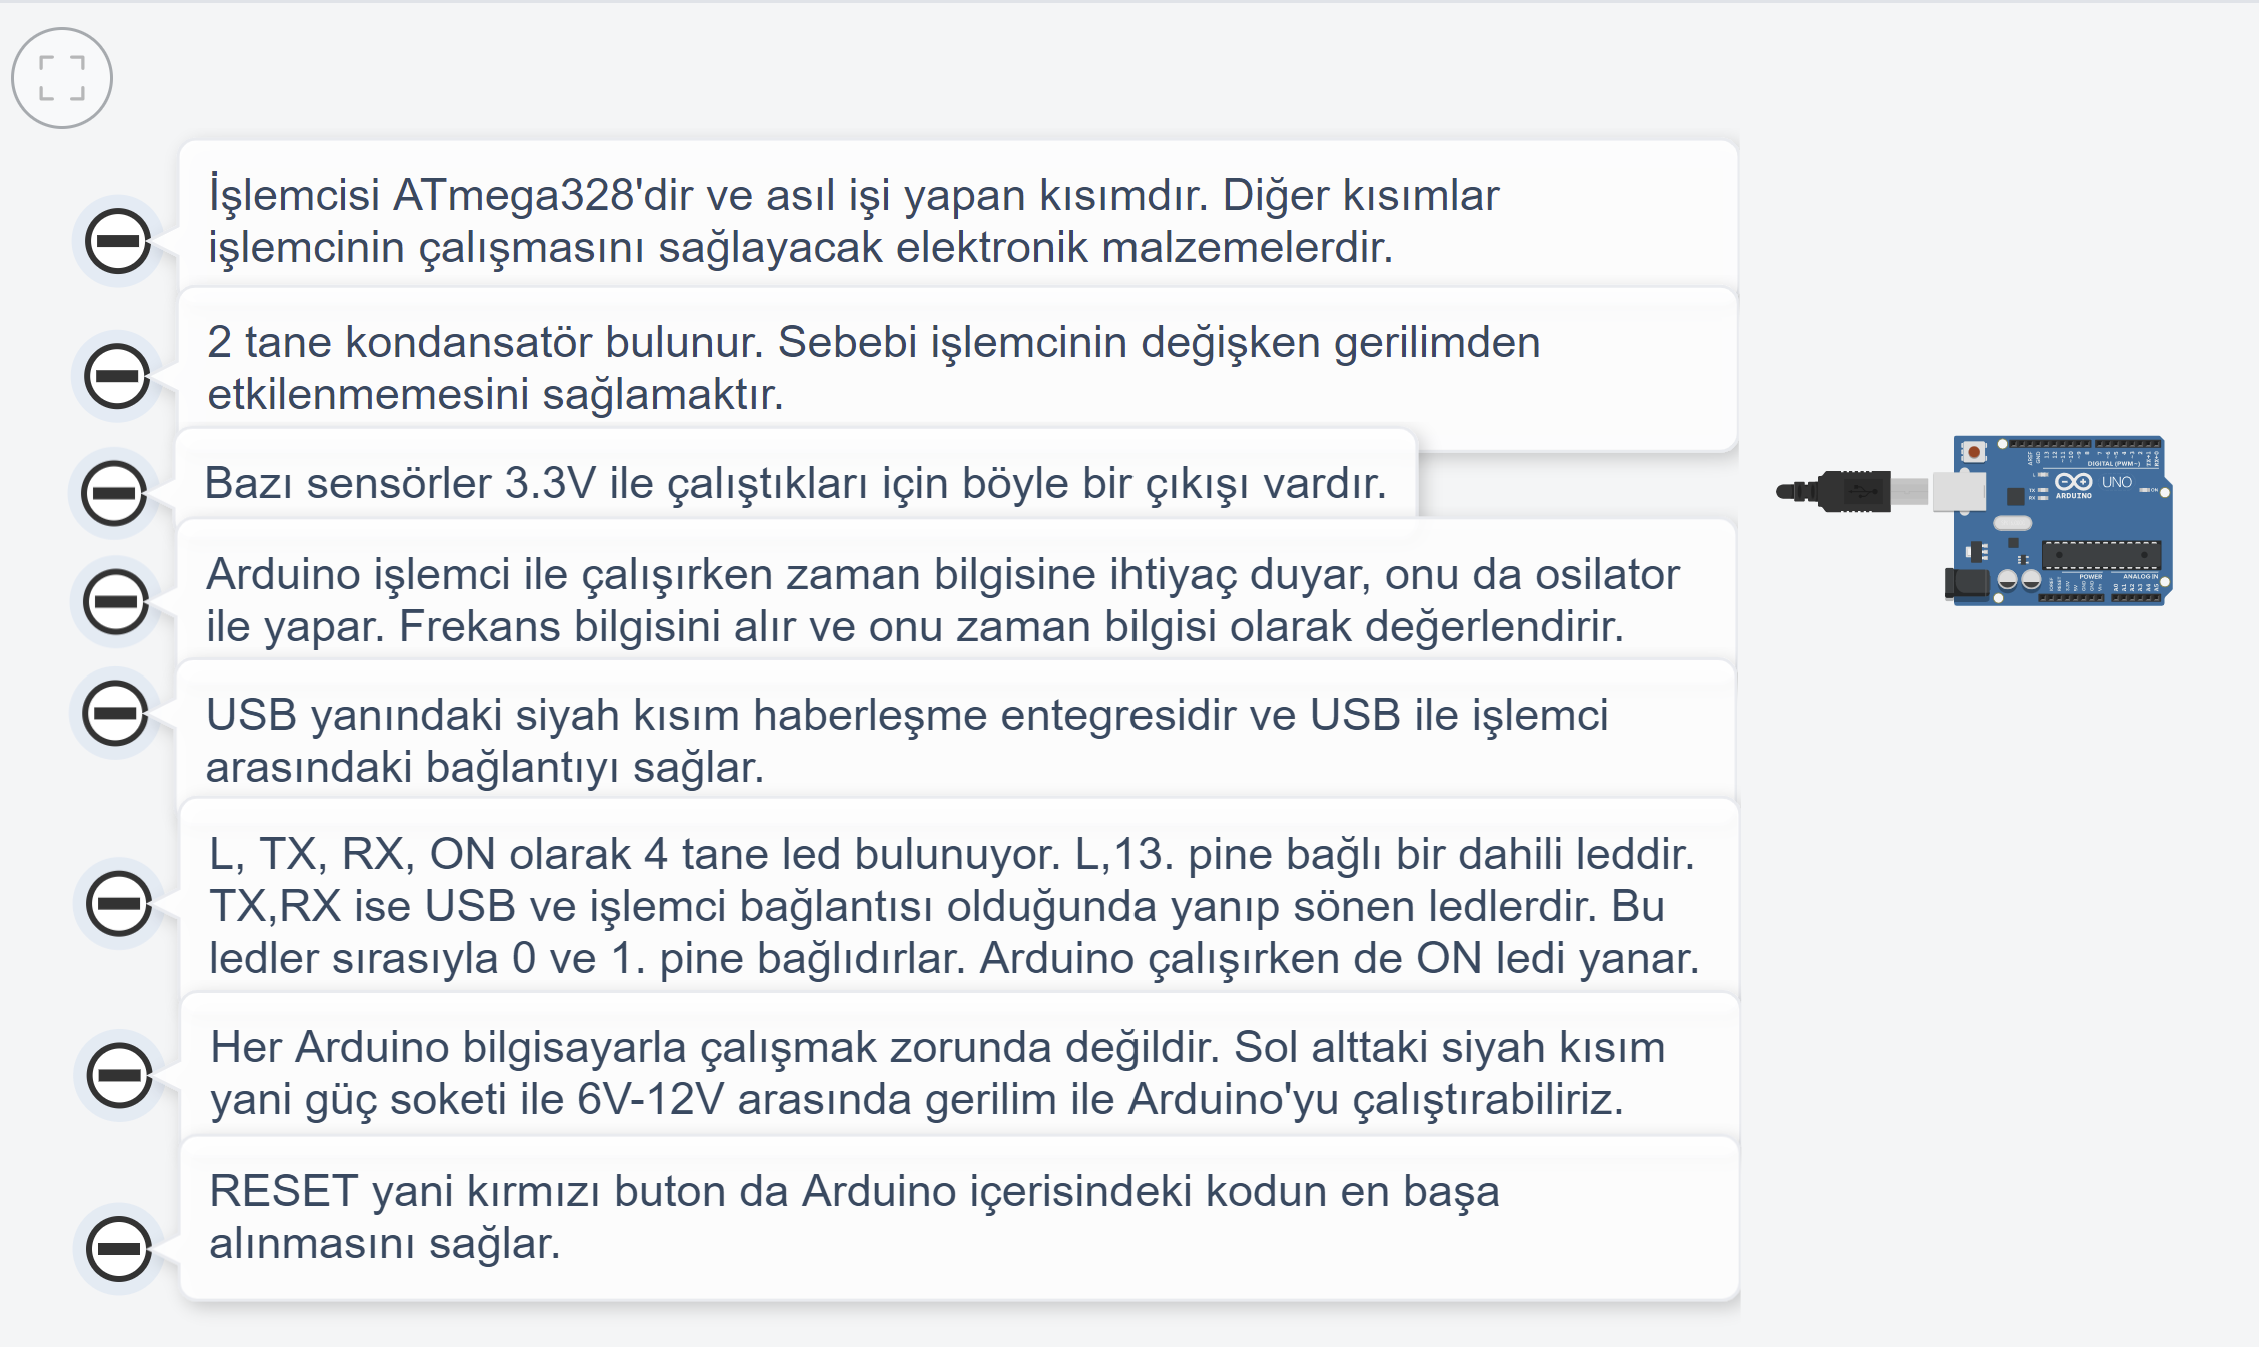 İşlemcisi ATmega328'dir ve asıl işi yapan kısımdır. Diğer kısımlar
işlemcinin çalışmasını sağlayacak elektronik malzemelerdir.
2 tane kondansatör bulunur. Sebebi işlemcinin değişken gerilimden
etkilenmemesini sağlamaktır.
Bazı sensörler 3.3V ile çalıştıkları için böyle bir çıkışı vardır.
Arduino işlemci ile çalışırken zaman bilgisine ihtiyaç duyar, onu da osilator
ile yapar. Frekans bilgisini alır ve onu zaman bilgisi olarak değerlendirir.
USB yanındaki siyah kısım haberleşme entegresidir ve USB ile işlemci
arasındaki bağlantıyı sağlar.
L, TX, RX, ON olarak 4 tane led bulunuyor. L,13. pine bağlı bir dahili leddir.
TX,RX ise USB ve işlemci bağlantısı olduğunda yanıp sönen ledlerdir. Bu
ledler sırasıyla 0 ve 1. pine bağlıdırlar. Arduino çalışırken de ON ledi yanar.
Her Arduino bilgisayarla çalışmak zorunda değildir. Sol alttaki siyah kısım
yani güç soketi ile 6V-12V arasında gerilim ile Arduino'yu çalıştırabiliriz.
RESET yani kırmızı buton da Arduino içerisindeki kodun en başa
alınmasını sağlar.
DIGITAL (PWM~)
UNO
ARDUINO
TX
RX
ON
POWER
ANALOG IN